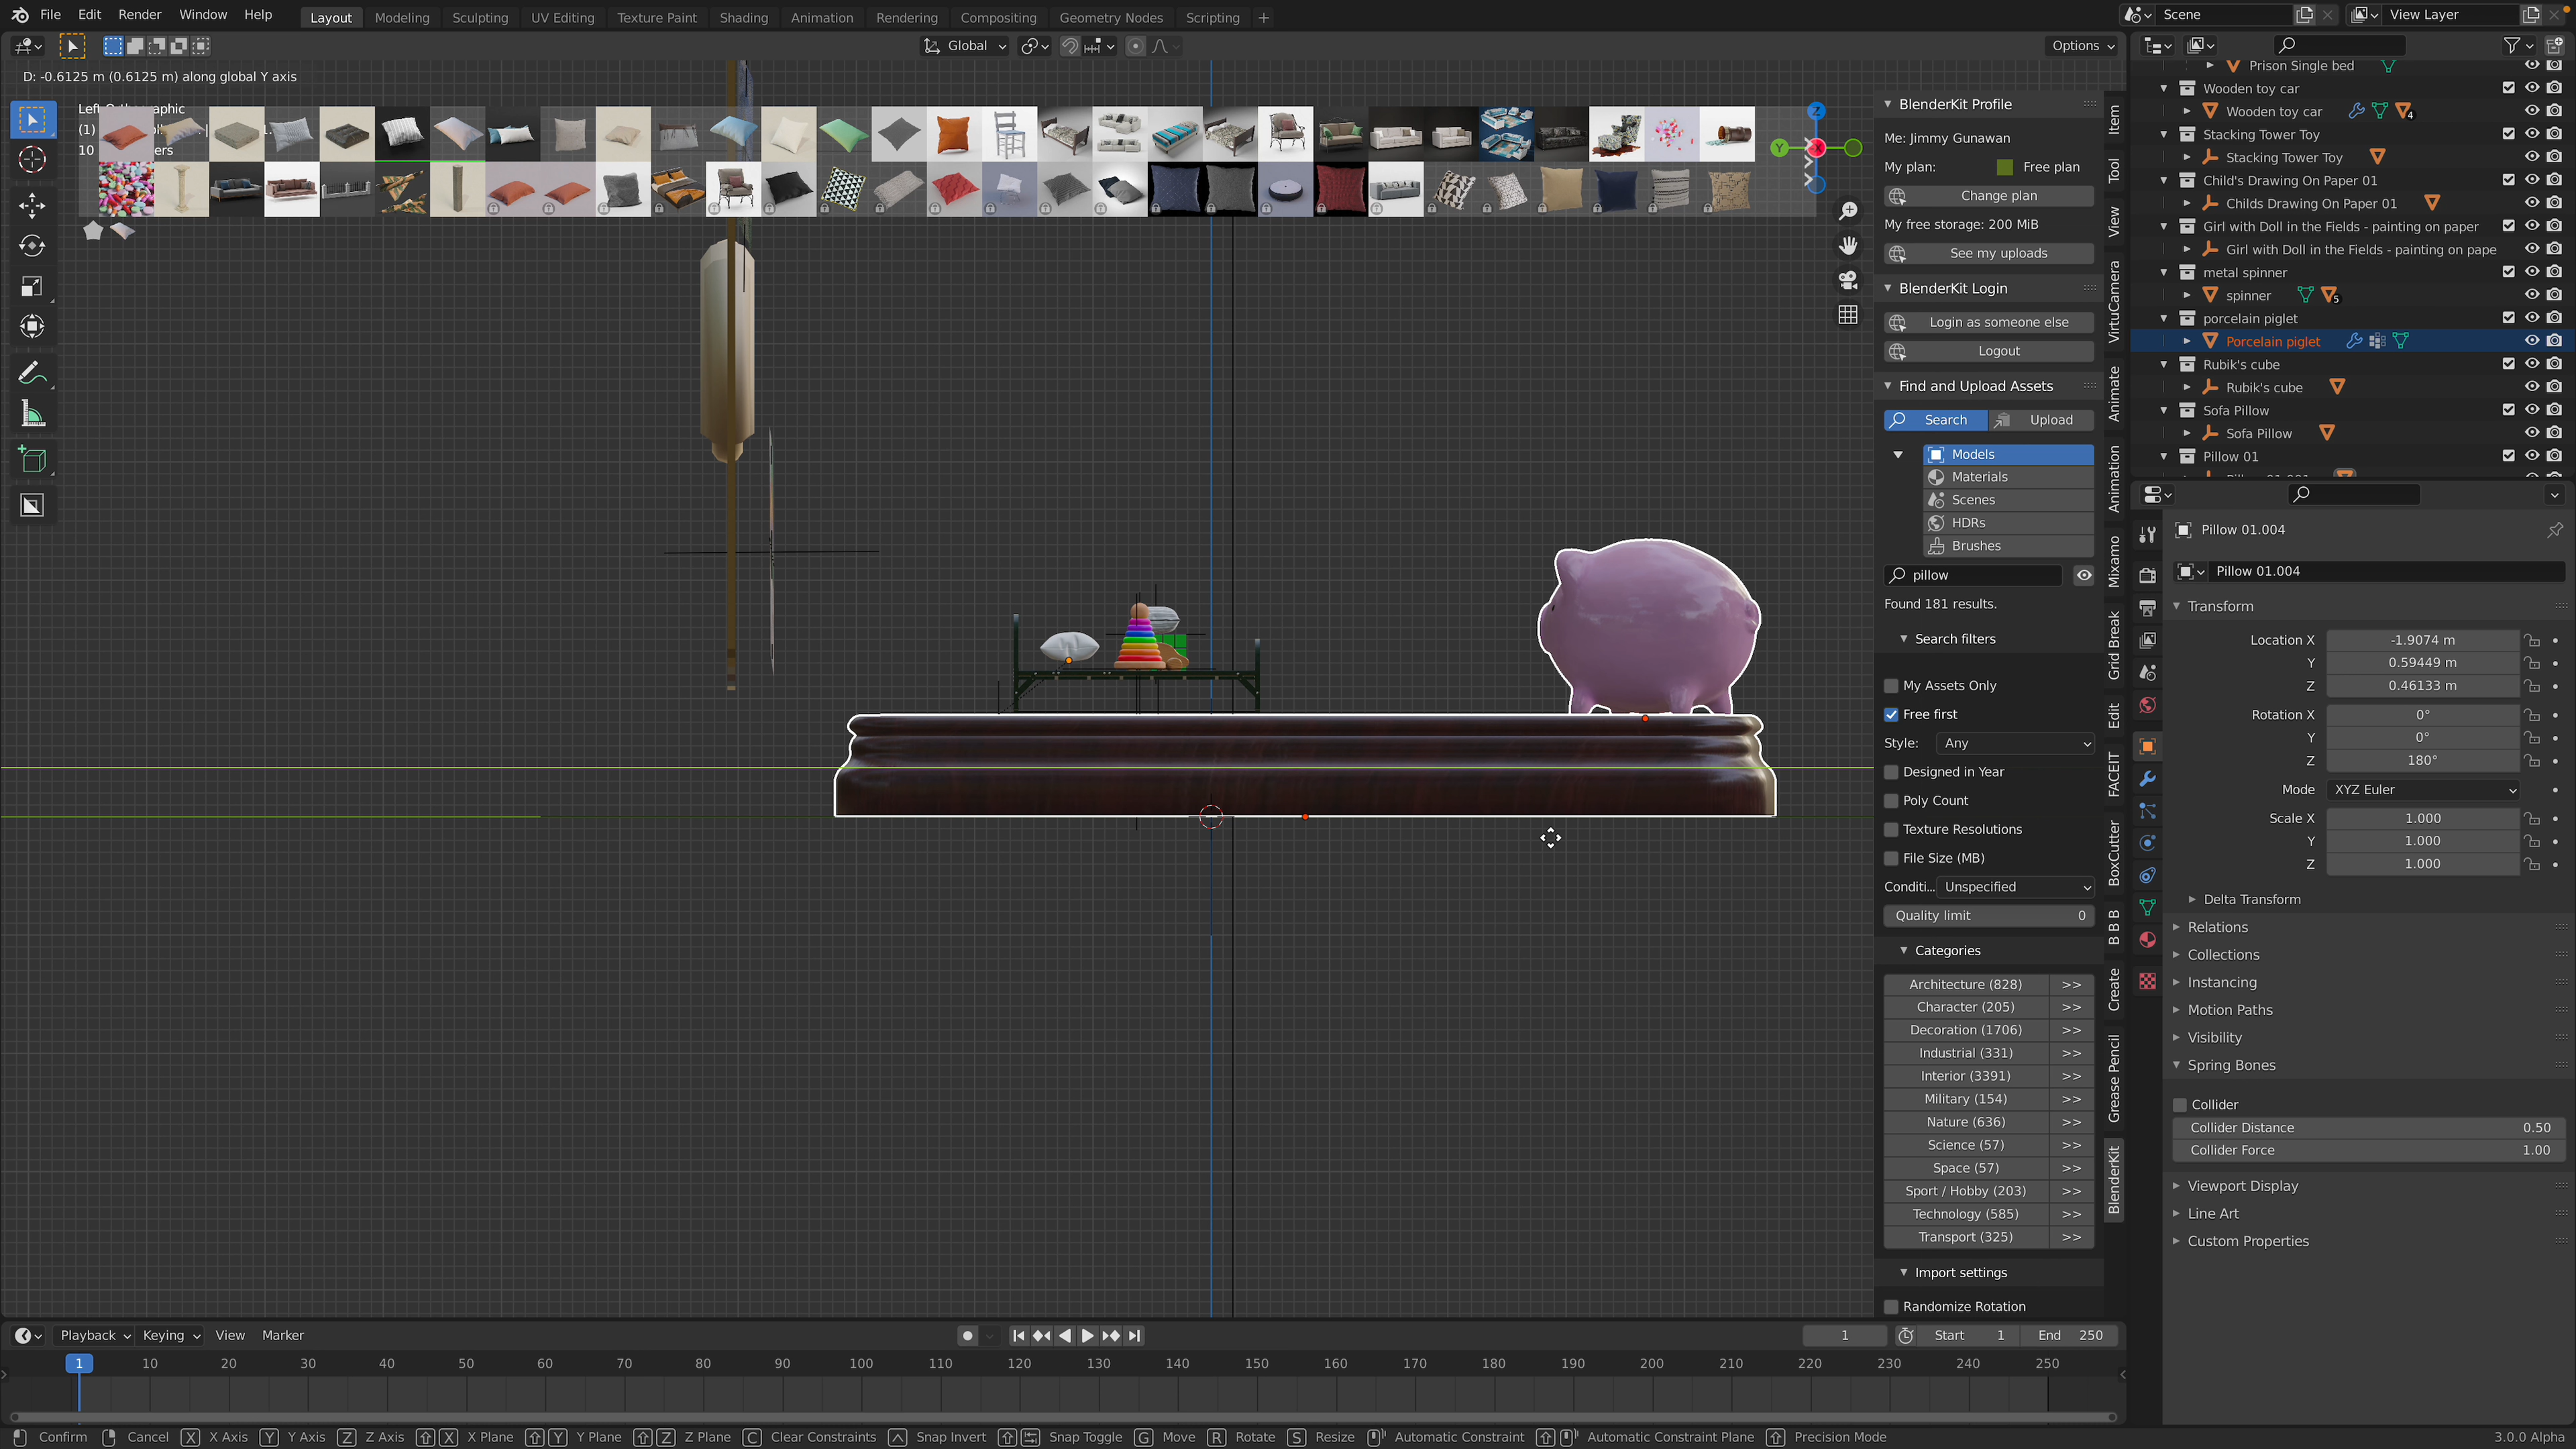 File Edit Render Window Help Layout Modeling Sculpting UV Editing Texture Paint Shading Animation Rendering Compositing Geometry Nodes Scripting + Scene View Layer
Global Options
D: -0.6125 m (0.6125 m) along global Y axis
(1)
10
Z
Y
X
BlenderKit Profile
Me: Jimmy Gunawan
My plan: Free plan
Change plan
My free storage: 200 MiB
See my uploads
BlenderKit Login
Login as someone else
Logout
Find and Upload Assets
Search Upload
Models
Materials
Scenes
HDRs
Brushes
pillow
Found 181 results.
Search filters
My Assets Only
Free first
Style: Any
Designed in Year
Poly Count
Texture Resolutions
File Size (MB)
Conditi... Unspecified
Quality limit 0
Categories
Architecture (828) >>
Character (205) >>
Decoration (1706) >>
Industrial (331) >>
Interior (3391) >>
Military (154) >>
Nature (636) >>
Science (57) >>
Space (57) >>
Sport / Hobby (203) >>
Technology (585) >>
Transport (325) >>
Import settings
Randomize Rotation
Item
Tool
View
VirtuCamera
Animate
Animation
Mixamo
Grid Break
Edit
FACEIT
BoxCutter
B B B
Create
Grease Pencil
BlenderKit
Prison Single bed
Wooden toy car
Wooden toy car 4
Stacking Tower Toy
Stacking Tower Toy
Child's Drawing On Paper 01
Childs Drawing On Paper 01
Girl with Doll in the Fields - painting on paper
Girl with Doll in the Fields - painting on pape
metal spinner
spinner 5
porcelain piglet
Porcelain piglet
Rubik's cube
Rubik's cube
Sofa Pillow
Sofa Pillow
Pillow 01
Pillow 01.004
Pillow 01.004
Transform
Location X -1.9074 m
Y 0.59449 m
Z 0.46133 m
Rotation X 0°
Y 0°
Z 180°
Mode XYZ Euler
Scale X 1.000
Y 1.000
Z 1.000
Delta Transform
Relations
Collections
Instancing
Motion Paths
Visibility
Spring Bones
Collider
Collider Distance 0.50
Collider Force 1.00
Viewport Display
Line Art
Custom Properties
Playback Keying View Marker 1 Start 1 End 250
1 10 20 30 40 50 60 70 80 90 100 110 120 130 140 150 160 170 180 190 200 210 220 230 240 250
Confirm Cancel X X Axis Y Y Axis Z Z Axis X X Plane Y Y Plane Z Z Plane C Clear Constraints Snap Invert Snap Toggle G Move R Rotate S Resize Automatic Constraint Automatic Constraint Plane Precision Mode 3.0.0 Alpha